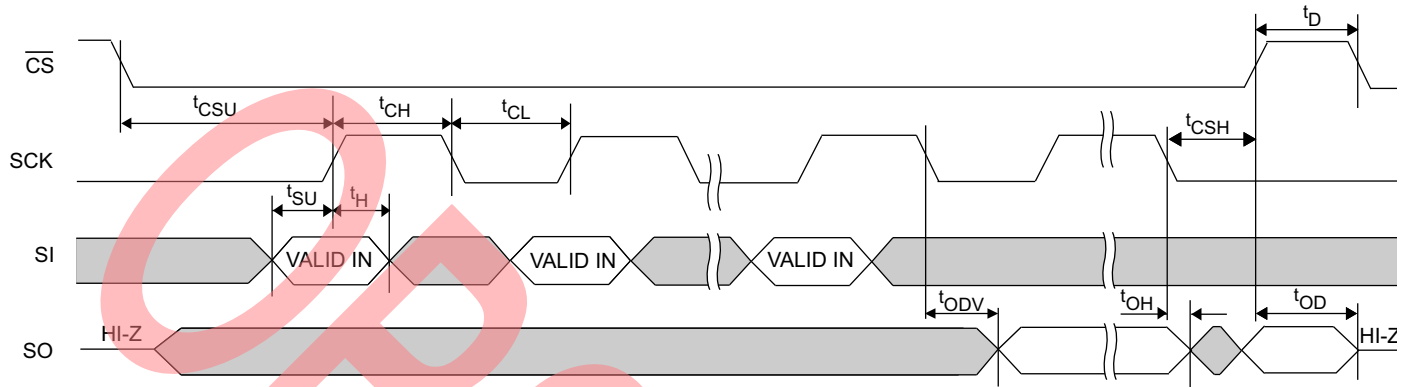 tD
CS
tCSU
tCH
tCL
tCSH
SCK
tSU
tH
SI
VALID IN
VALID IN
VALID IN
tODV
tOH
tOD
HI-Z
HI-Z
SO